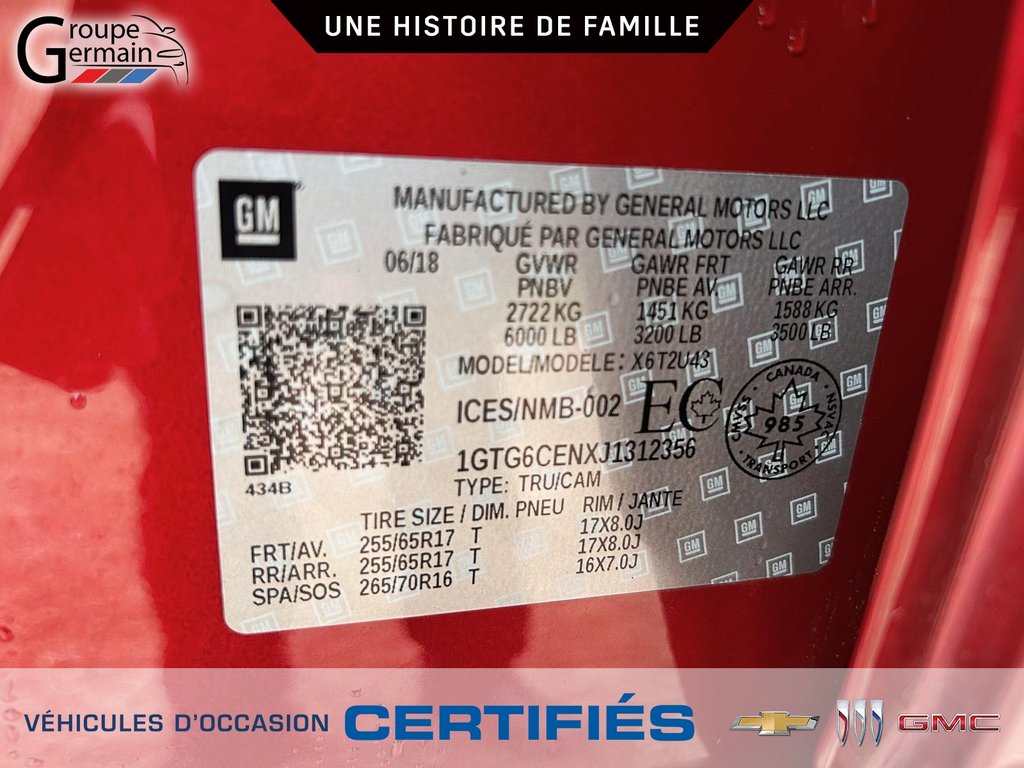 Groupe
Germain
UNE HISTOIRE DE FAMILLE
GM
MANUFACTURED BY GENERAL MOTORS LLC
FABRIQUÉ PAR GENERAL MOTORS LLC
06/18 GVWR GAWR FRT GAWR RR
PNBV PNBE AV. PNBE ARR.
2722 KG 1451 KG 1588 KG
6000 LB 3200 LB 3500 LB
MODEL/MODELE: X6T2U43
ICES/NMB-002 EC
CANADA
CMVSS 985 NSVAC
TRANSPORT
1GTG6CENXJ1312356
434B
TYPE: TRU/CAM
TIRE SIZE / DIM. PNEU RIM / JANTE
FRT/AV. 255/65R17 T 17X8.0J
RR/ARR. 255/65R17 T 17X8.0J
SPA/SOS 265/70R16 T 16X7.0J
VÉHICULES D'OCCASION CERTIFIÉS GMC